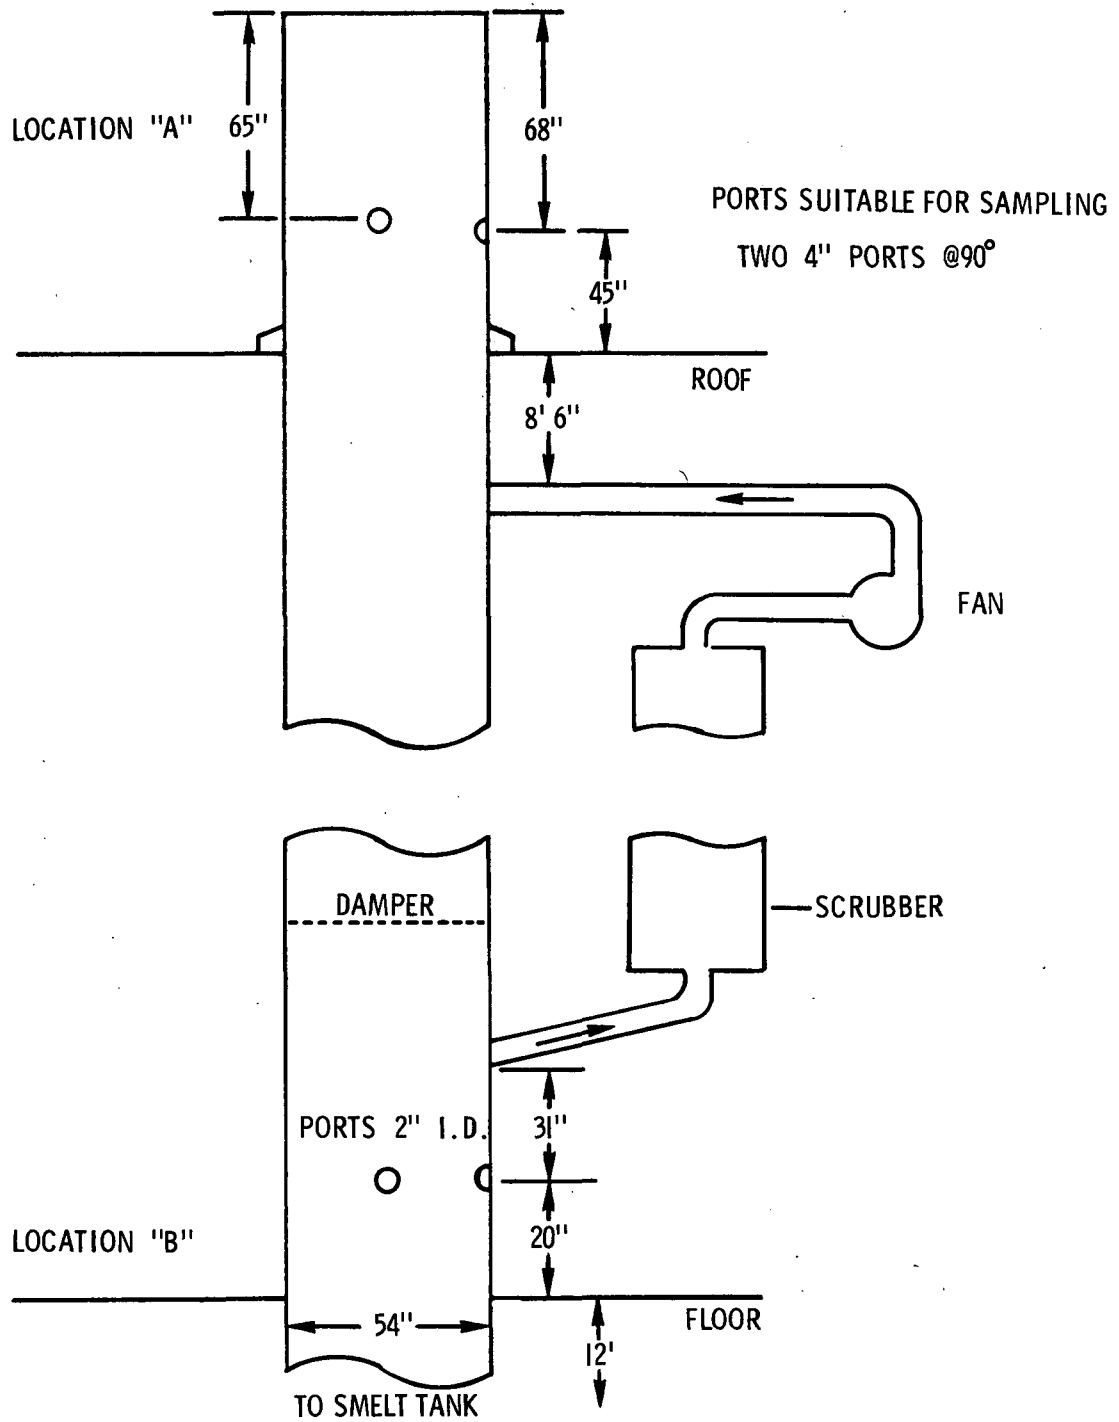 LOCATION "A"
65"
68"
PORTS SUITABLE FOR SAMPLING
TWO 4" PORTS @90°
45"
ROOF
8' 6"
FAN
DAMPER
SCRUBBER
PORTS 2" I.D.
31"
20"
LOCATION "B"
FLOOR
54"
12'
TO SMELT TANK